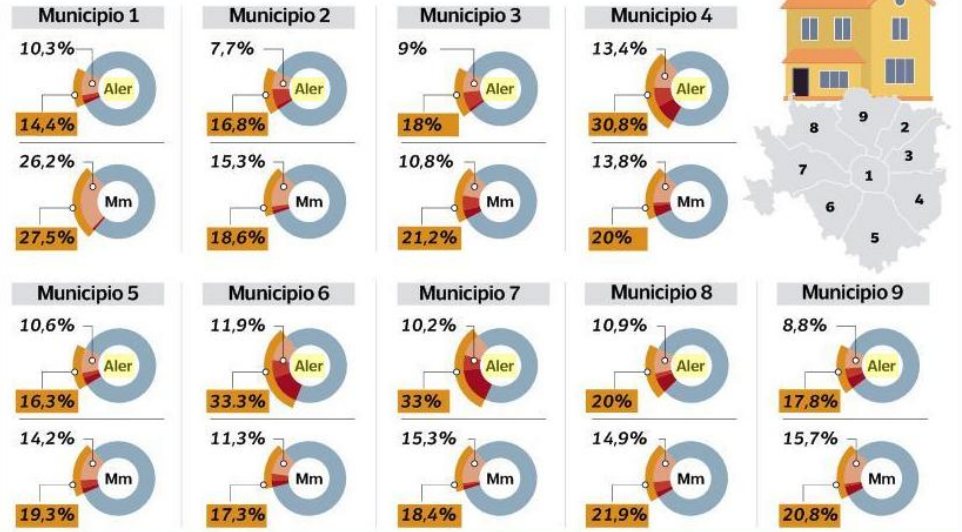 Municipio 1
10,3%
Aler
14,4%
26,2%
Mm
27,5%
Municipio 2
7,7%
Aler
16,8%
15,3%
Mm
18,6%
Municipio 3
9%
Aler
18%
10,8%
Mm
21,2%
Municipio 4
13,4%
Aler
30,8%
13,8%
Mm
20%
9
8
2
3
7
1
4
6
5
Municipio 5
10,6%
Aler
16,3%
14,2%
Mm
19,3%
Municipio 6
11,9%
Aler
33.3%
11,3%
Mm
17,3%
Municipio 7
10,2%
Aler
33%
15,3%
Mm
18,4%
Municipio 8
10,9%
Aler
20%
14,9%
Mm
21,9%
Municipio 9
8,8%
Aler
17,8%
15,7%
Mm
20,8%